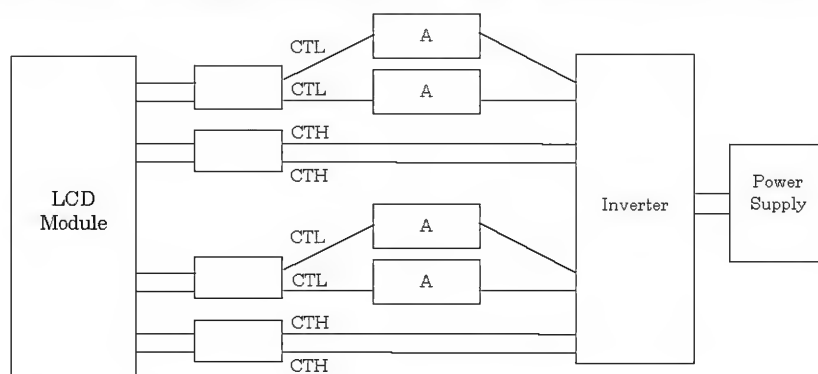 CTL
A
CTL
A
CTH
CTH
LCD
Module
Inverter
Power
Supply
CTL
A
CTL
A
CTH
CTH